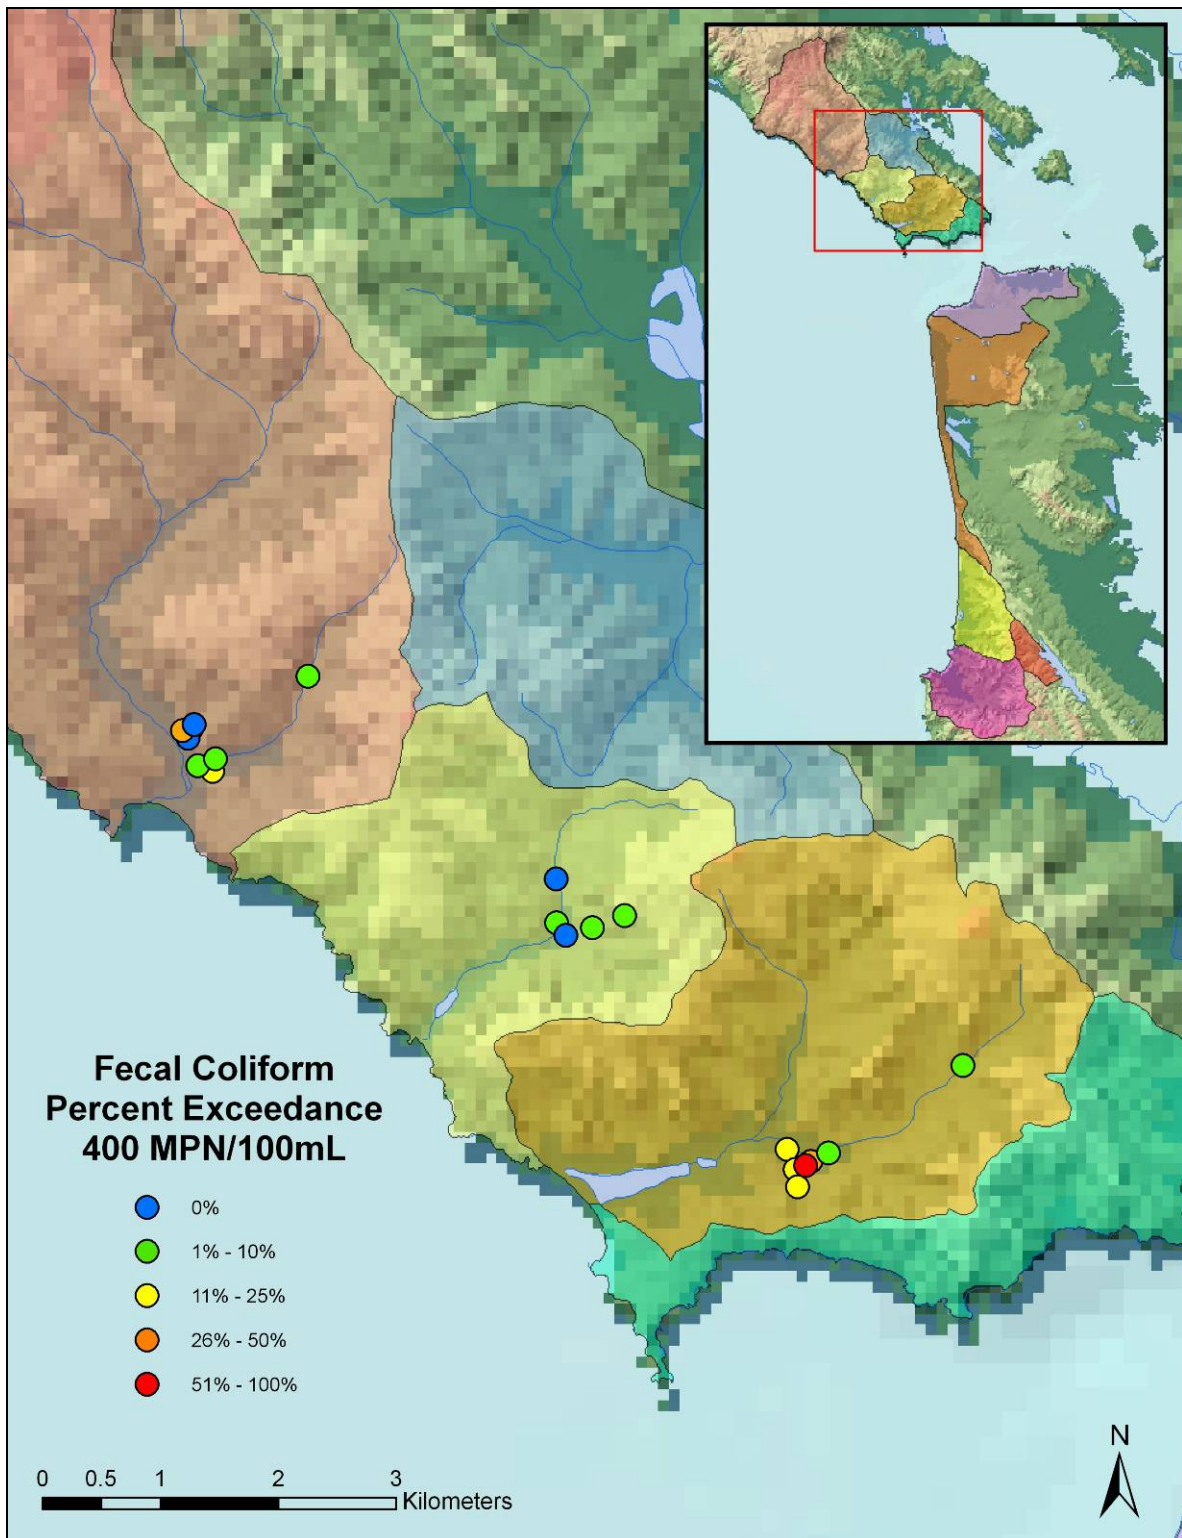 Fecal Coliform
Percent Exceedance
400 MPN/100mL
0%
1% - 10%
11% - 25%
26% - 50%
51% - 100%
0 0.5 1 2 3
Kilometers
N